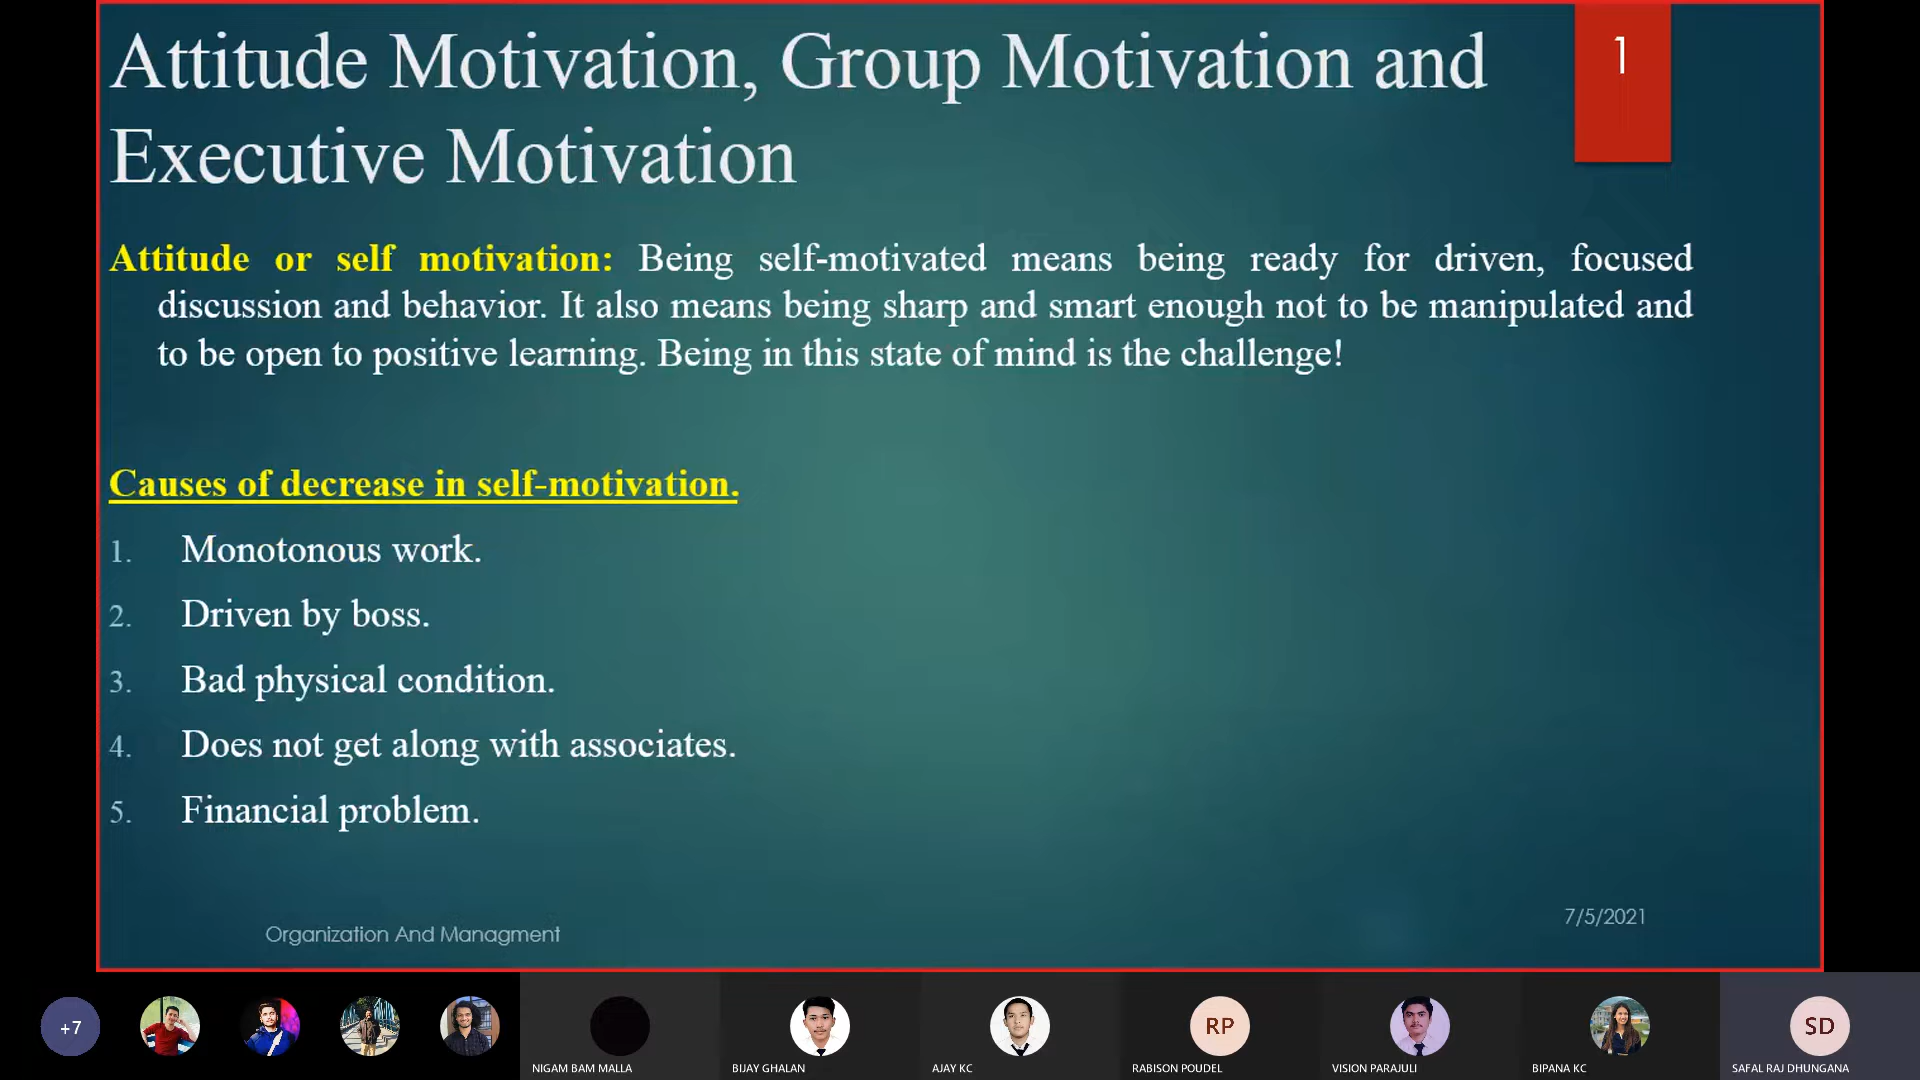 Attitude Motivation, Group Motivation and
Executive Motivation
1
Attitude or self motivation: Being self-motivated means being ready for driven, focused
discussion and behavior. It also means being sharp and smart enough not to be manipulated and
to be open to positive learning. Being in this state of mind is the challenge!
Causes of decrease in self-motivation.
1. Monotonous work.
2. Driven by boss.
3. Bad physical condition.
4. Does not get along with associates.
5. Financial problem.
Organization And Managment
7/5/2021
+7
NIGAM BAM MALLA
BIJAY GHALAN
AJAY KC
RP
RABISON POUDEL
VISION PARAJULI
BIPANA KC
SD
SAFAL RAJ DHUNGANA